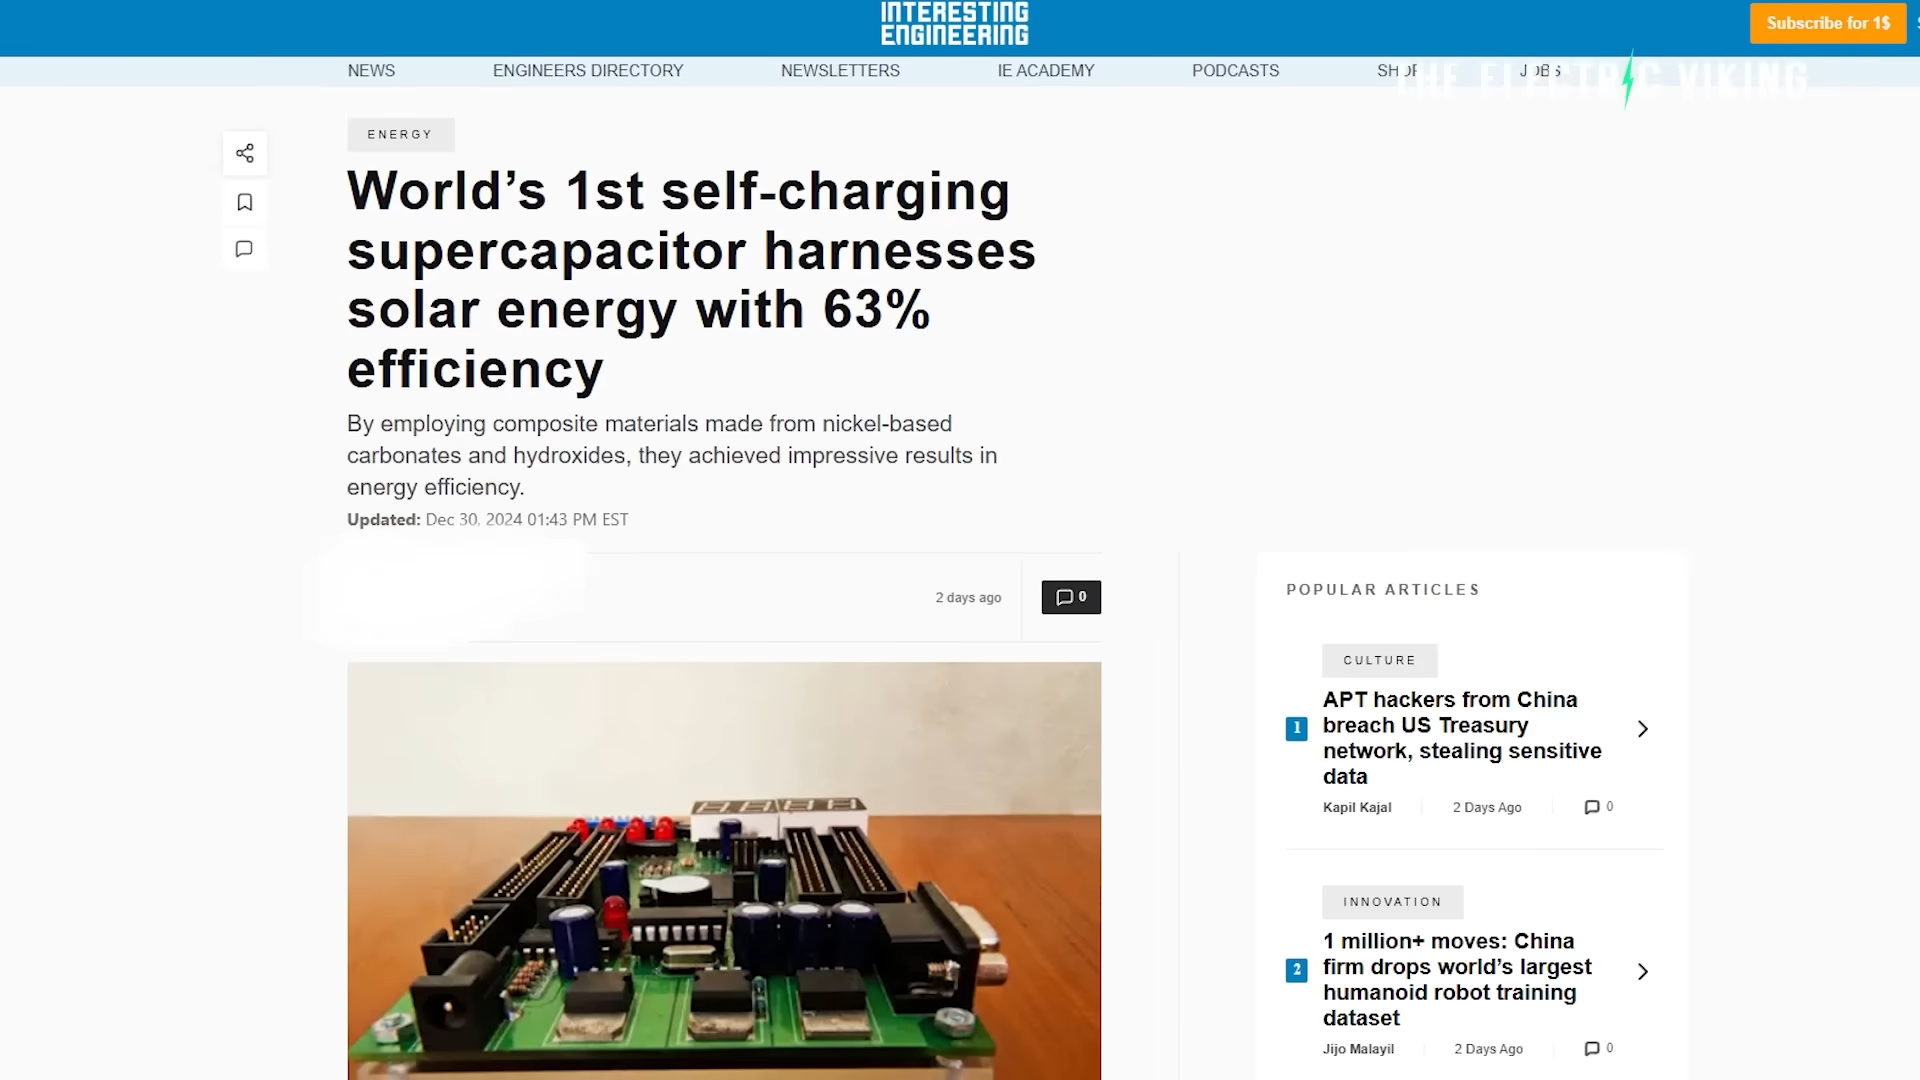 INTERESTING
ENGINEERING
Subscribe for 1$
NEWS
ENGINEERS DIRECTORY
NEWSLETTERS
IE ACADEMY
PODCASTS
SHOP
JOBS
THE ELECTRIC VIKING
ENERGY
World’s 1st self-charging
supercapacitor harnesses
solar energy with 63%
efficiency
By employing composite materials made from nickel-based
carbonates and hydroxides, they achieved impressive results in
energy efficiency.
Updated: Dec 30, 2024 01:43 PM EST
2 days ago
0
POPULAR ARTICLES
CULTURE
1
APT hackers from China
breach US Treasury
network, stealing sensitive
data
Kapil Kajal
2 Days Ago
0
INNOVATION
2
1 million+ moves: China
firm drops world’s largest
humanoid robot training
dataset
Jijo Malayil
2 Days Ago
0